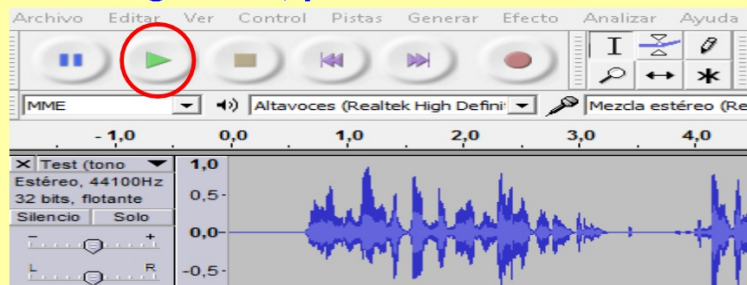 Archivo Editar Ver Control Pistas Generar Efecto Analizar Ayuda
MME Altavoces (Realtek High Defini Mezcla estéreo (Re
- 1,0 0,0 1,0 2,0 3,0 4,0
Test (tono 1,0
Estéreo, 44100Hz
32 bits, flotante 0,5-
Silencio Solo
- + 0,0-
L R -0,5-